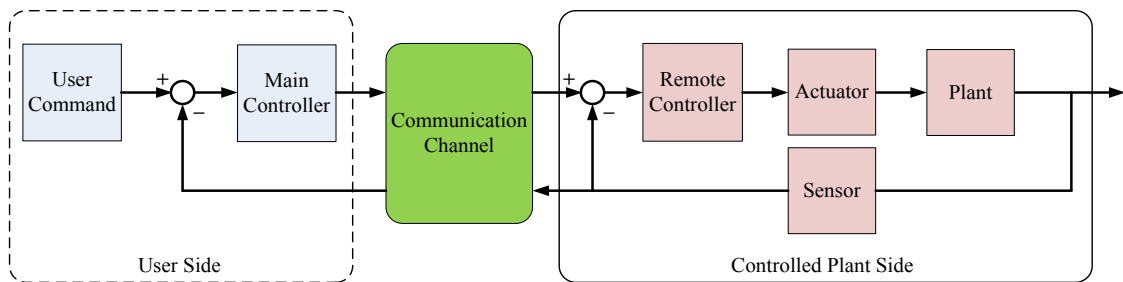 User
Command
+
−
Main
Controller
Communication
Channel
+
−
Remote
Controller
Actuator
Plant
Sensor
User Side
Controlled Plant Side